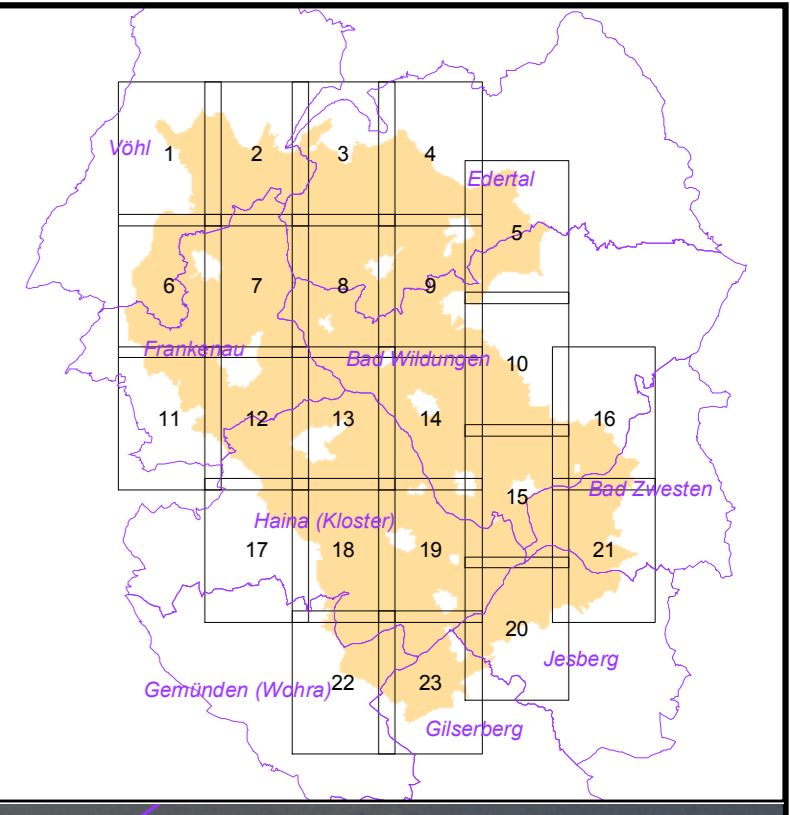 Vöhl 1 2 3 4
Edertal
5
6 7 8 9
Frankenau Bad Wildungen
10
11 12 13 14 16
15 Bad Zwesten
Haina (Kloster)
17 18 19 21
20
Jesberg
Gemünden (Wohra) 22 23
Gilserberg